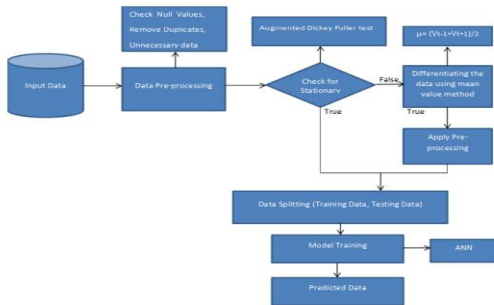 Check Null Values,
Remove Duplicates,
Unnecessary data
Augmented Dickey Fuller test
µ= (Vt-1+Vt+1)/2
Input Data
Data Pre-processing
Check for
Stationary
False
Differentiating the
data using mean
value method
True
True
Apply Pre-
processing
Data Splitting (Training Data, Testing Data)
Model Training
ANN
Predicted Data